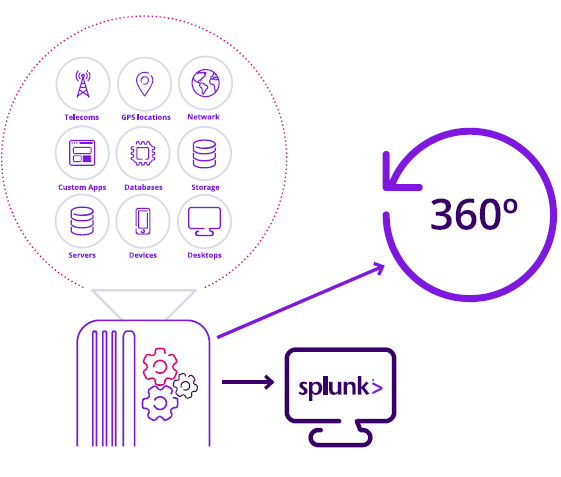 Telecoms
GPS locations
Network
Custom Apps
Databases
Storage
Servers
Devices
Desktops
360º
splunk>